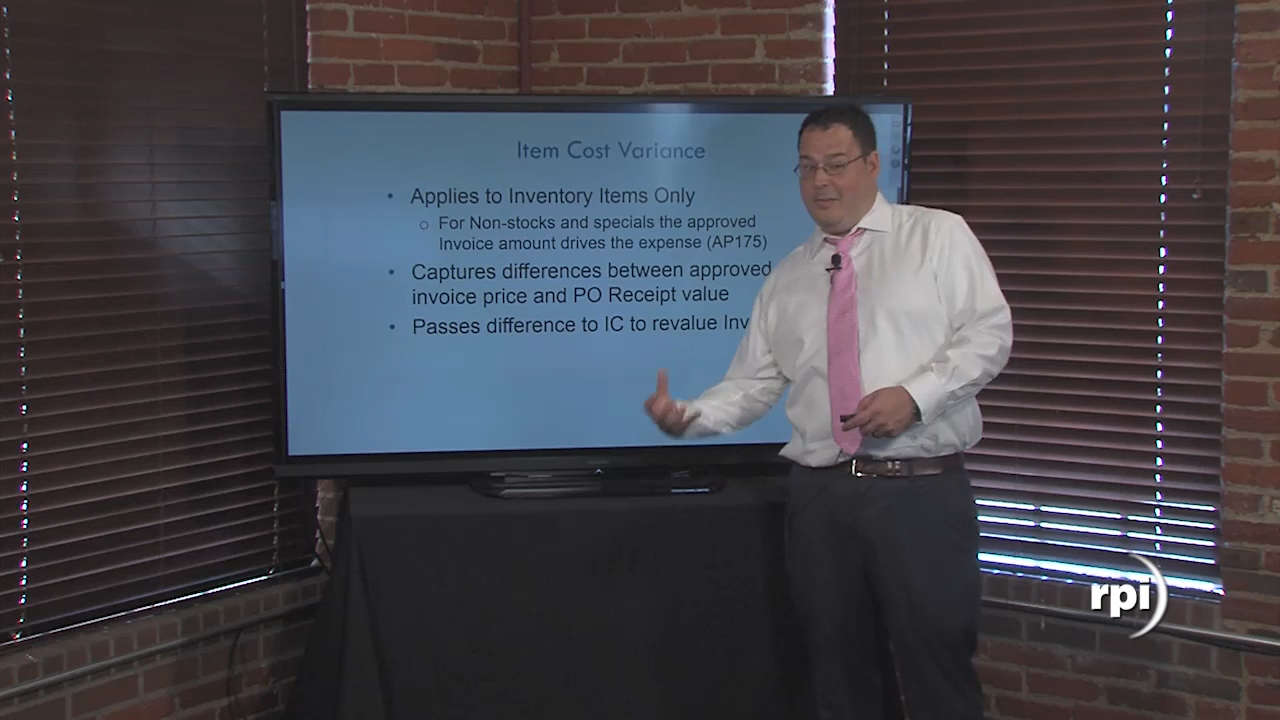 Item Cost Variance
• Applies to Inventory Items Only
○ For Non-stocks and specials the approved
Invoice amount drives the expense (AP175)
• Captures differences between approved
invoice price and PO Receipt value
• Passes difference to IC to revalue Inv
rpi